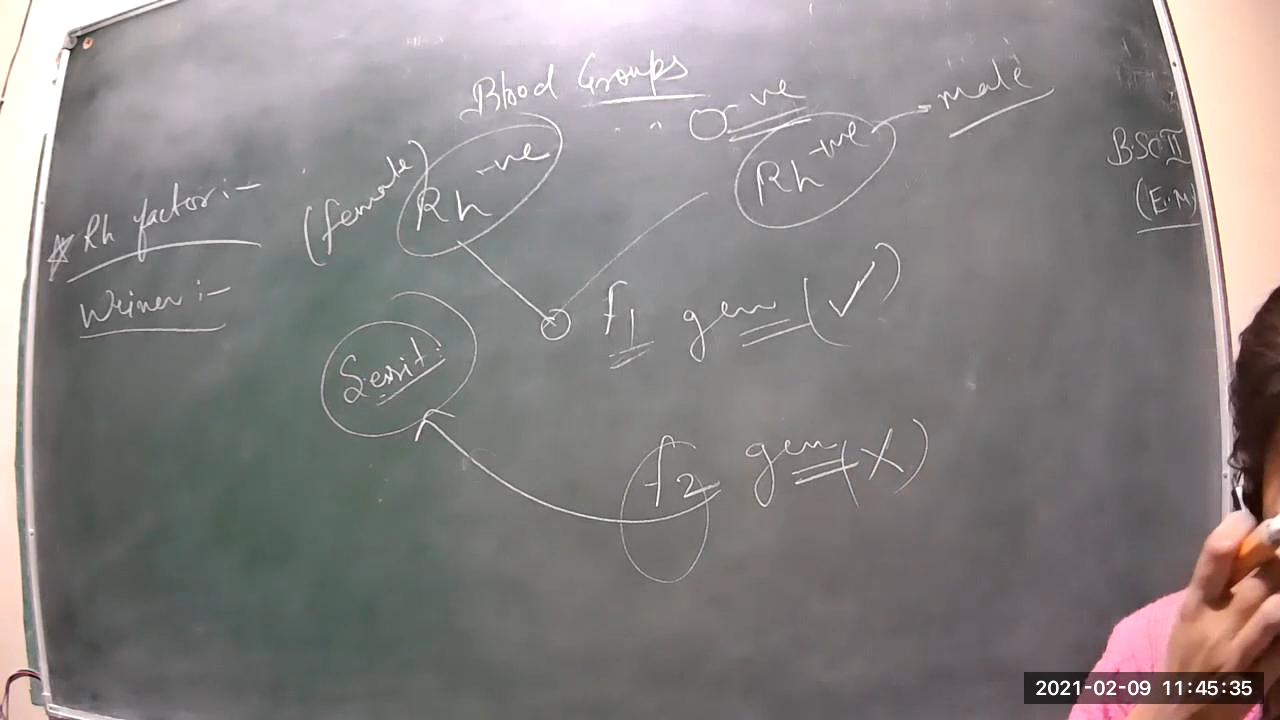 Blood Groups
O-ve
male
(female) Rh -ve
Rh +ve
B.Sc II
(E.M)
* Rh factor :-
Weiner :-
f1 gen (✓)
Sensit.
f2 gen (X)
2021-02-09 11:45:35